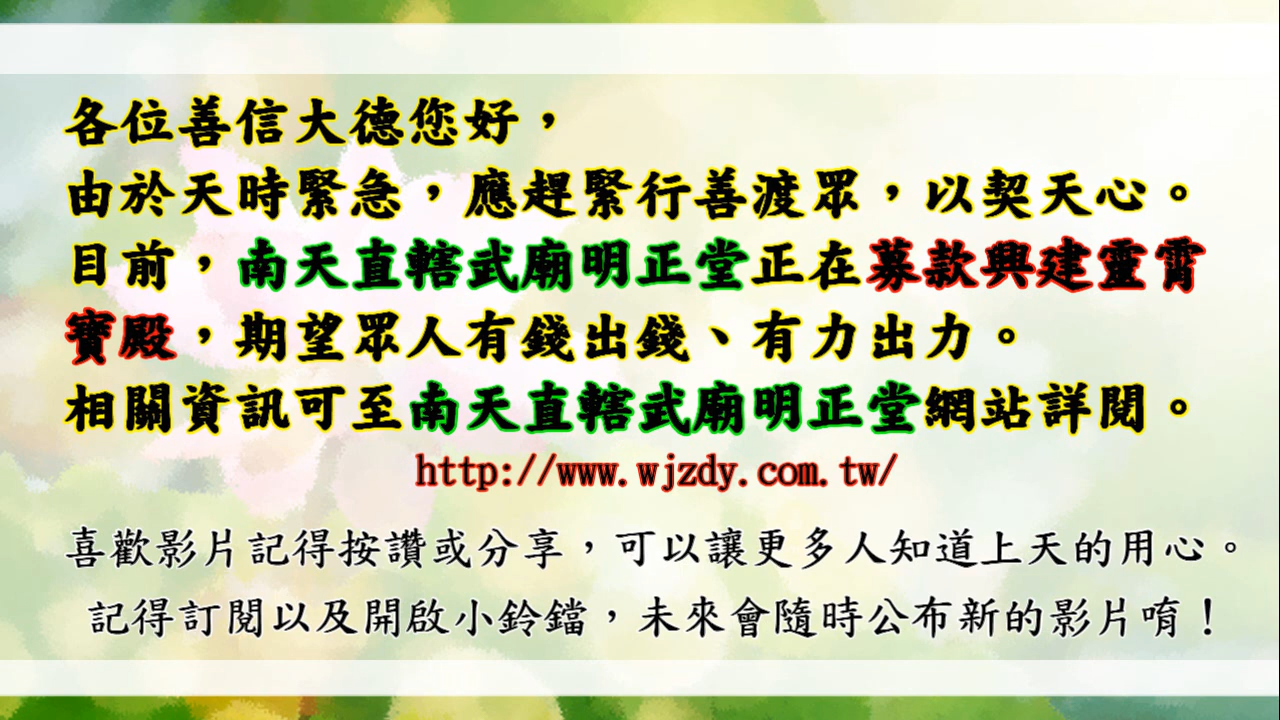 各位善信大德您好，
由於天時緊急，應趕緊行善渡眾，以契天心。
目前，南天直轄武廟明正堂正在募款興建靈霄
寶殿，期望眾人有錢出錢、有力出力。
相關資訊可至南天直轄武廟明正堂網站詳閱。
http://www.wjzdy.com.tw/
喜歡影片記得按讚或分享，可以讓更多人知道上天的用心。
記得訂閱以及開啟小鈴鐺，未來會隨時公布新的影片唷！